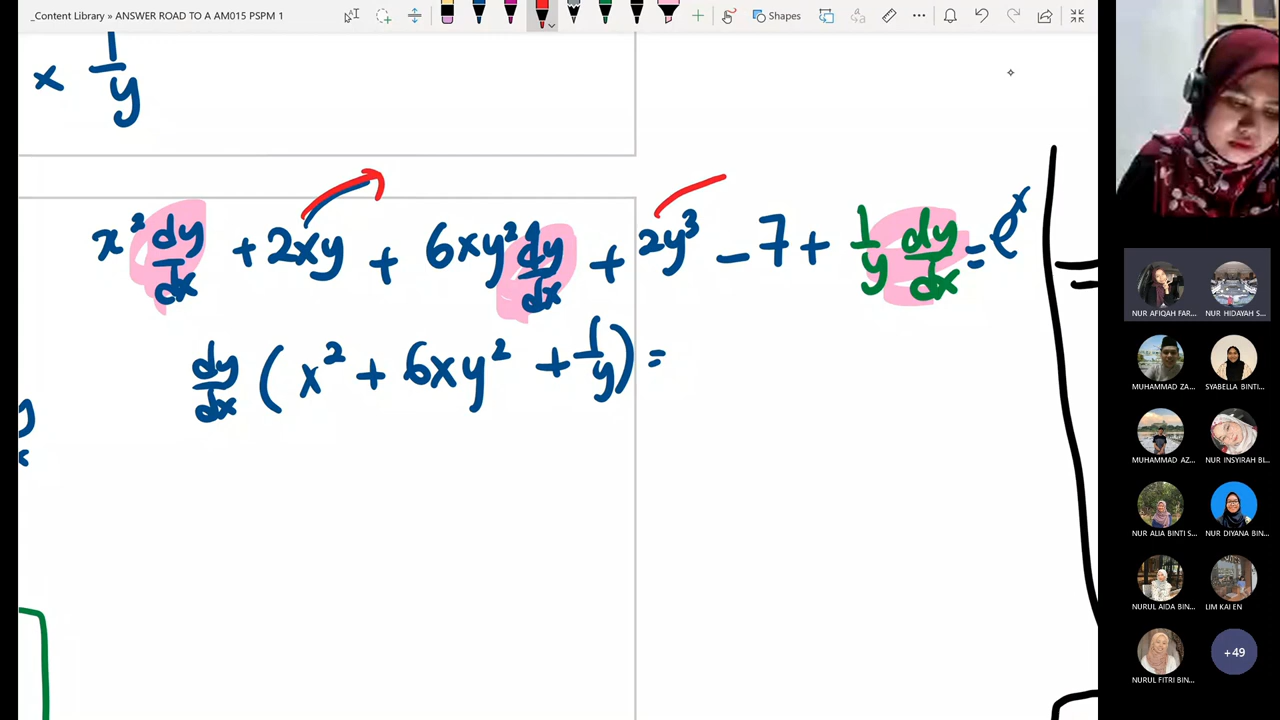 _Content Library » ANSWER ROAD TO A AM015 PSPM 1
Shapes
× 1/y
x² dy/dx + 2xy + 6xy² dy/dx + 2y³ - 7 + 1/y dy/dx = eˣ
dy/dx ( x² + 6xy² + 1/y ) =
NUR AFIQAH FAR...
NUR HIDAYAH S...
MUHAMMAD ZA...
SYABELLA BINTI...
MUHAMMAD AZ...
NUR INSYIRAH BI...
NUR ALIA BINTI S...
NUR DIYANA BIN...
NURUL AIDA BIN...
LIM KAI EN
NURUL FITRI BIN...
+49